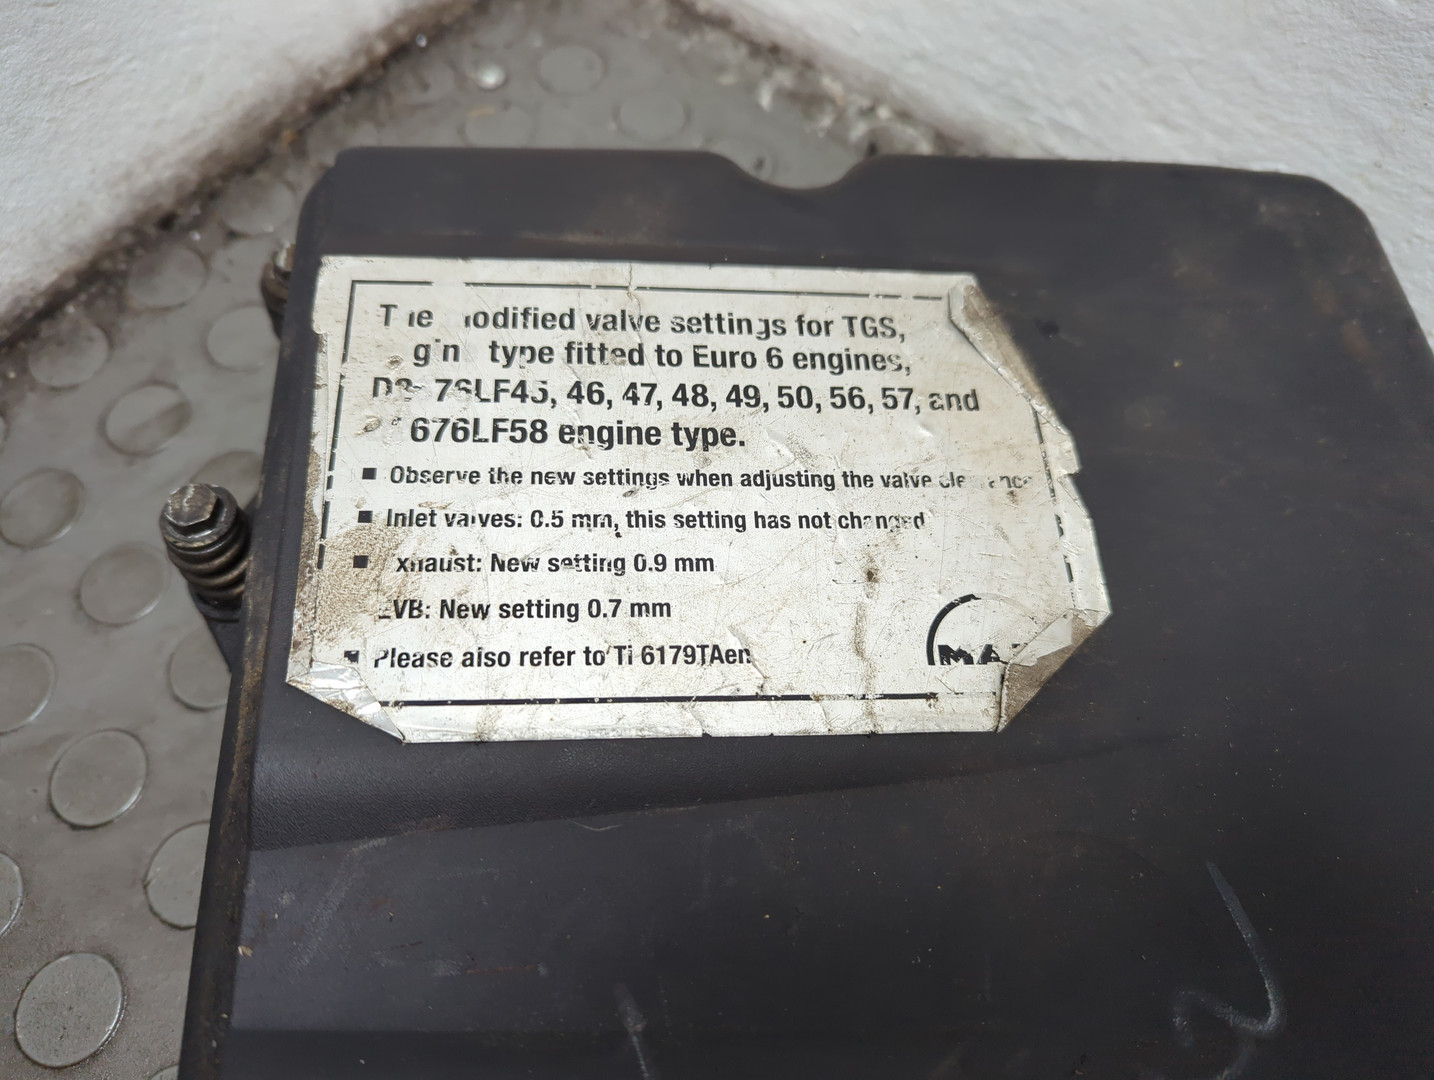 modified valve settings for TGS,
type fitted to Euro 6 engines,
46, 47, 48, 49, 50, 56, 57, and
676LF58 engine type.
■ Observe the new settings when adjusting the valve
■ Inlet valves: 0.5 mm, this setting has not changed
■ xhaust: New setting 0.9 mm
EVB: New setting 0.7 mm
■ Please also refer to Ti 6179TAen
MA
2